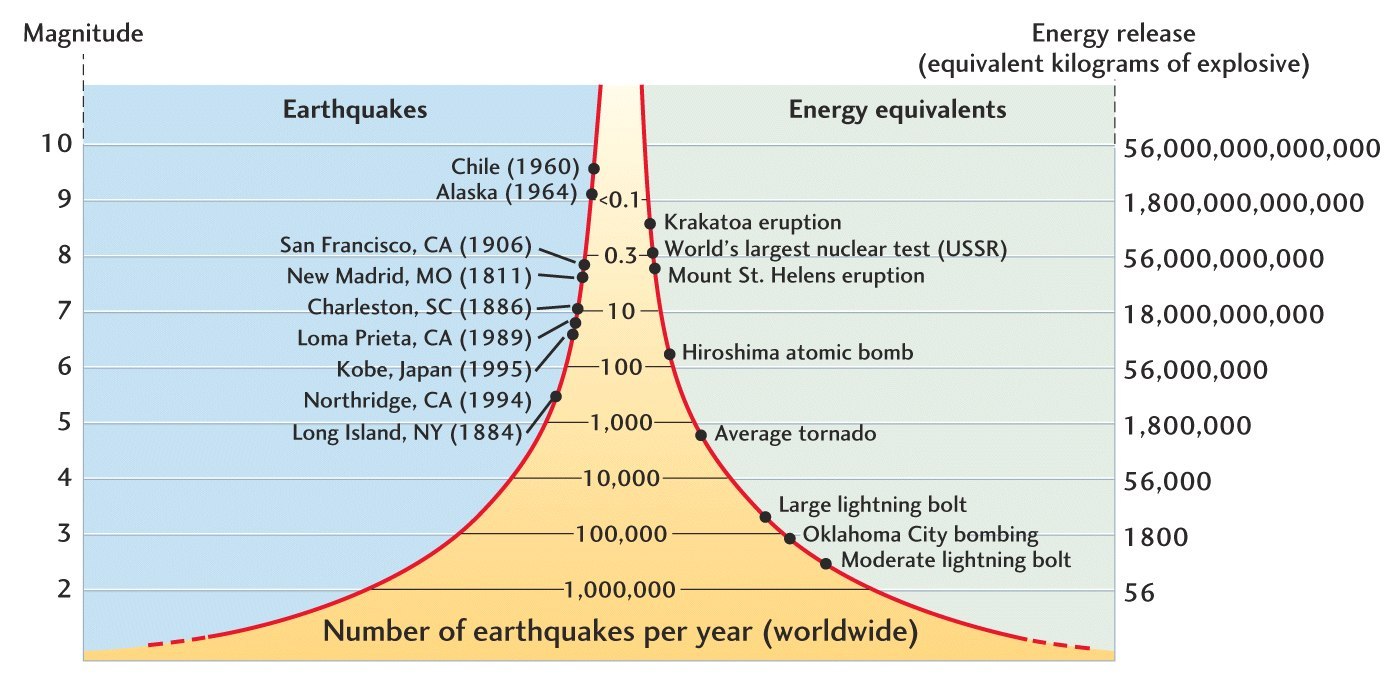 Magnitude
Energy release
(equivalent kilograms of explosive)
Earthquakes
Energy equivalents
10
56,000,000,000,000
Chile (1960)
Alaska (1964)
9
<0.1
1,800,000,000,000
Krakatoa eruption
San Francisco, CA (1906)
World's largest nuclear test (USSR)
8
0.3
56,000,000,000
New Madrid, MO (1811)
Mount St. Helens eruption
Charleston, SC (1886)
7
10
18,000,000,000
Loma Prieta, CA (1989)
Hiroshima atomic bomb
6
100
56,000,000
Kobe, Japan (1995)
Northridge, CA (1994)
5
1,000
1,800,000
Long Island, NY (1884)
Average tornado
4
10,000
56,000
Large lightning bolt
3
100,000
Oklahoma City bombing
1800
Moderate lightning bolt
2
1,000,000
56
Number of earthquakes per year (worldwide)